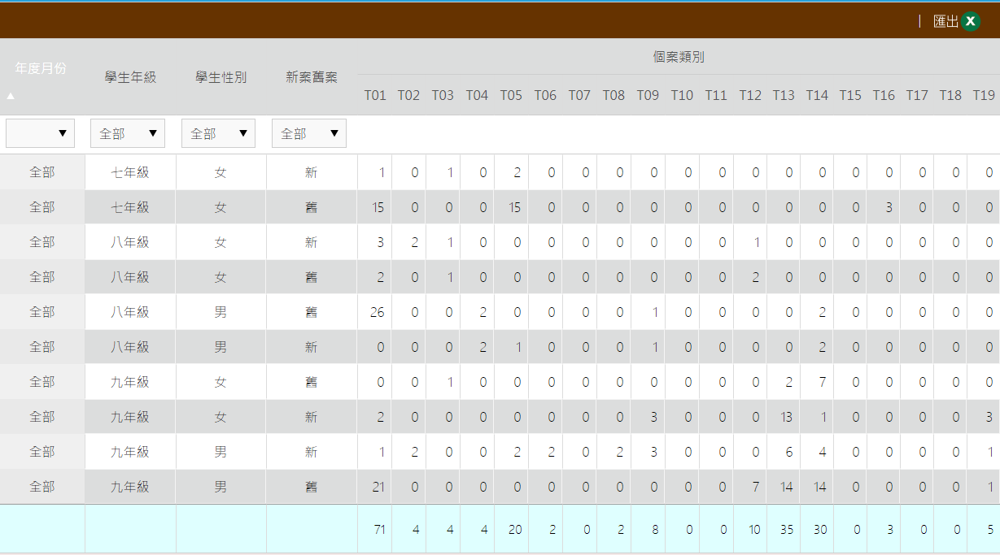 | 匯出
個案類別
年度月份 學生年級 學生性別 新案舊案
T01 T02 T03 T04 T05 T06 T07 T08 T09 T10 T11 T12 T13 T14 T15 T16 T17 T18 T19
全部 全部 全部
全部 七年級 女 新 1 0 1 0 2 0 0 0 0 0 0 0 0 0 0 0 0 0 0
全部 七年級 女 舊 15 0 0 0 15 0 0 0 0 0 0 0 0 0 0 3 0 0 0
全部 八年級 女 新 3 2 1 0 0 0 0 0 0 0 0 1 0 0 0 0 0 0 0
全部 八年級 女 舊 2 0 1 0 0 0 0 0 0 0 0 2 0 0 0 0 0 0 0
全部 八年級 男 舊 26 0 0 2 0 0 0 0 1 0 0 0 0 2 0 0 0 0 0
全部 八年級 男 新 0 0 0 2 1 0 0 0 1 0 0 0 0 2 0 0 0 0 0
全部 九年級 女 舊 0 0 1 0 0 0 0 0 0 0 0 0 2 7 0 0 0 0 0
全部 九年級 女 新 2 0 0 0 0 0 0 0 3 0 0 0 13 1 0 0 0 0 3
全部 九年級 男 新 1 2 0 0 2 2 0 2 3 0 0 0 6 4 0 0 0 0 1
全部 九年級 男 舊 21 0 0 0 0 0 0 0 0 0 0 7 14 14 0 0 0 0 1
71 4 4 4 20 2 0 2 8 0 0 10 35 30 0 3 0 0 5